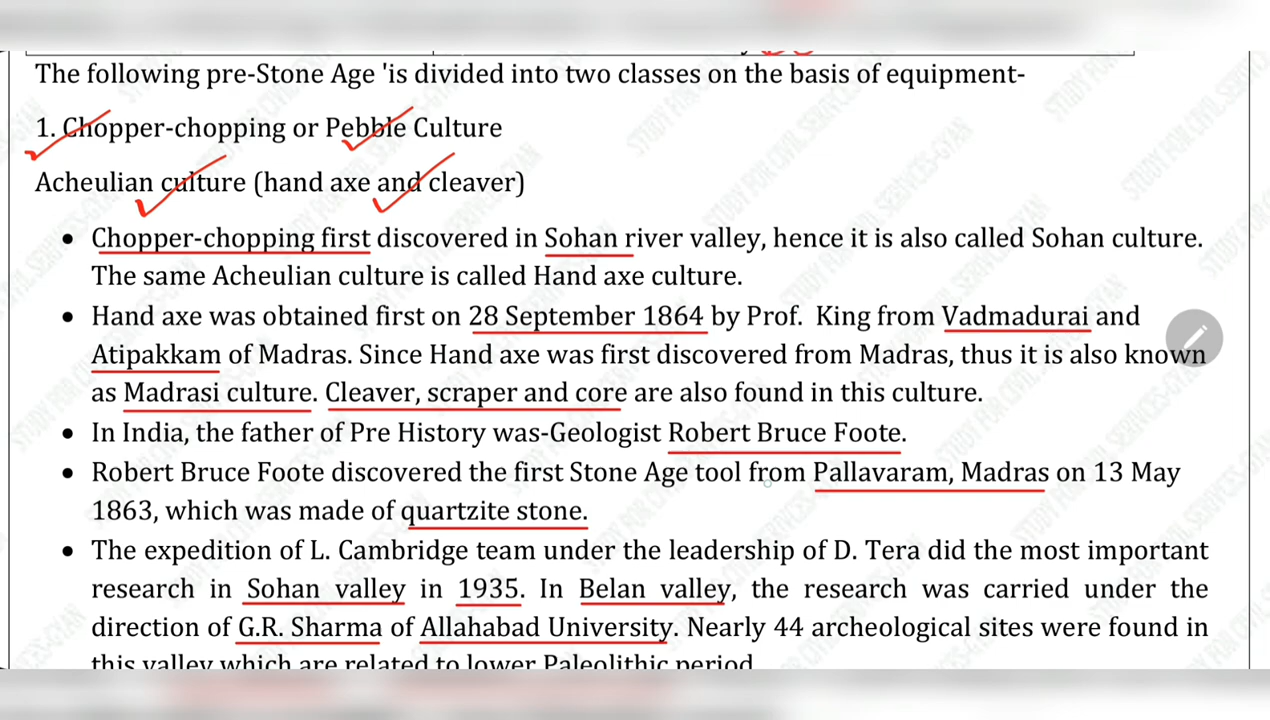 The following pre-Stone Age 'is divided into two classes on the basis of equipment-
1. Chopper-chopping or Pebble Culture
Acheulian culture (hand axe and cleaver)
• Chopper-chopping first discovered in Sohan river valley, hence it is also called Sohan culture.
The same Acheulian culture is called Hand axe culture.
• Hand axe was obtained first on 28 September 1864 by Prof. King from Vadmadurai and
Atipakkam of Madras. Since Hand axe was first discovered from Madras, thus it is also known
as Madrasi culture. Cleaver, scraper and core are also found in this culture.
• In India, the father of Pre History was-Geologist Robert Bruce Foote.
• Robert Bruce Foote discovered the first Stone Age tool from Pallavaram, Madras on 13 May
1863, which was made of quartzite stone.
• The expedition of L. Cambridge team under the leadership of D. Tera did the most important
research in Sohan valley in 1935. In Belan valley, the research was carried under the
direction of G.R. Sharma of Allahabad University. Nearly 44 archeological sites were found in
this valley which are related to lower Paleolithic period